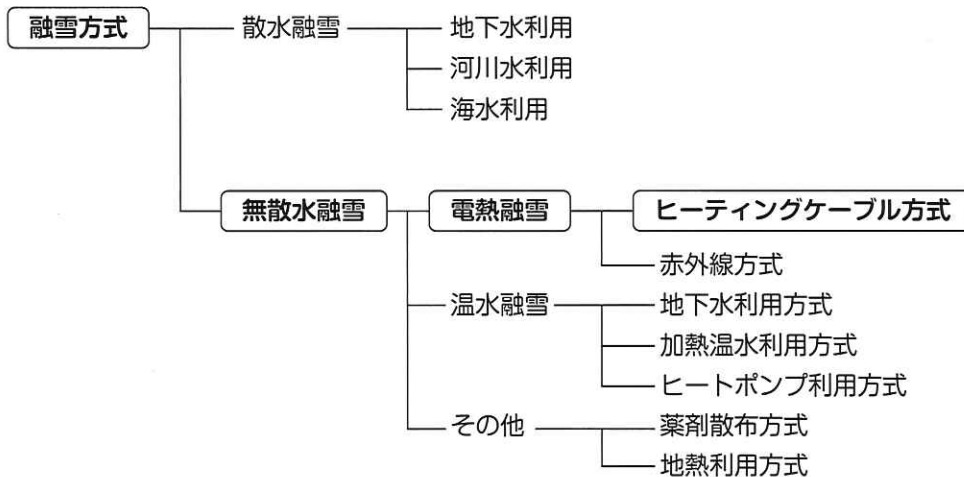 融雪方式 散水融雪 地下水利用
河川水利用
海水利用
無散水融雪 電熱融雪 ヒーティングケーブル方式
赤外線方式
温水融雪 地下水利用方式
加熱温水利用方式
ヒートポンプ利用方式
その他 薬剤散布方式
地熱利用方式